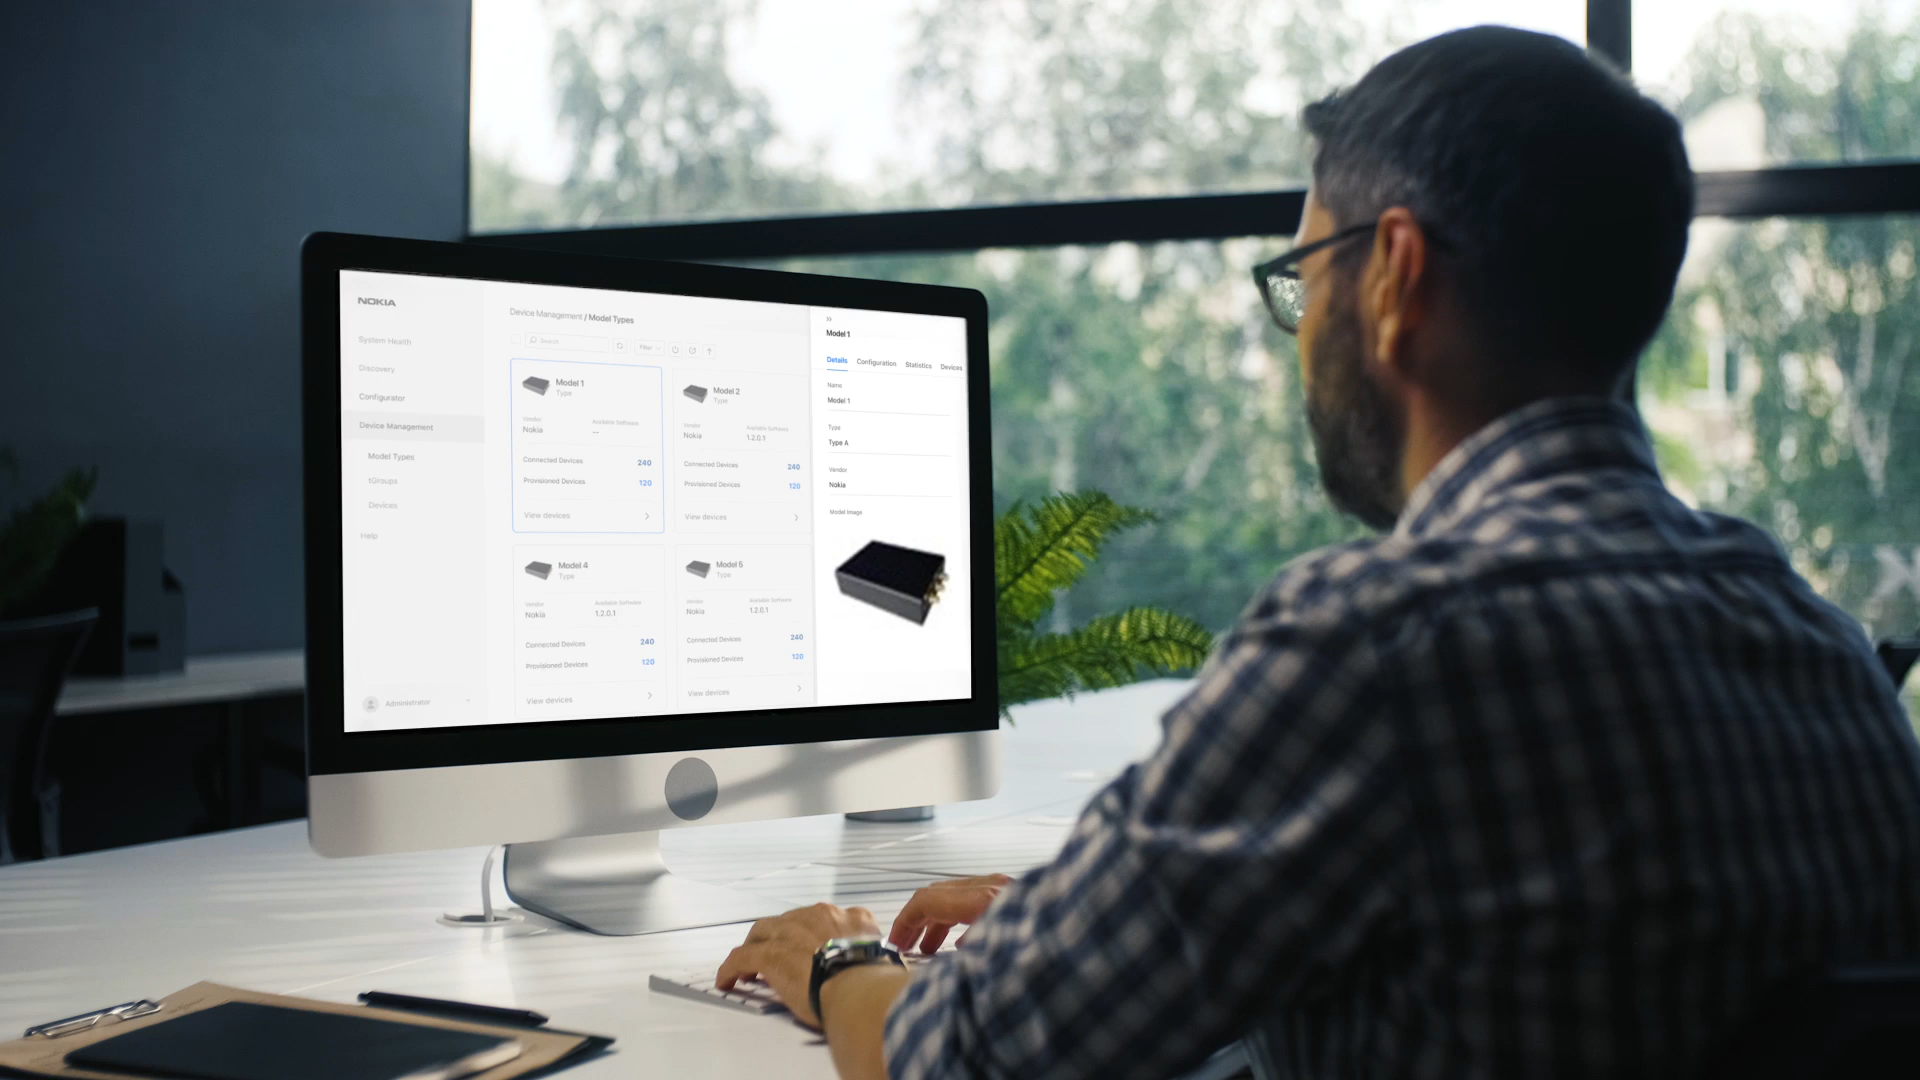 NOKIA
System Health
Discovery
Configurator
Device Management
Model Types
tGroups
Devices
Help
Administrator
Device Management / Model Types
Search
Filter
Model 1
Type
Vendor
Nokia
Available Software
--
Connected Devices 240
Provisioned Devices 120
View devices
Model 2
Type
Vendor
Nokia
Available Software
1.2.0.1
Connected Devices 240
Provisioned Devices 120
View devices
Model 4
Type
Vendor
Nokia
Available Software
1.2.0.1
Connected Devices 240
Provisioned Devices 120
View devices
Model 5
Type
Vendor
Nokia
Available Software
1.2.0.1
Connected Devices 240
Provisioned Devices 120
View devices
Model 1
Details Configuration Statistics Devices
Name
Model 1
Type
Type A
Vendor
Nokia
Model Image